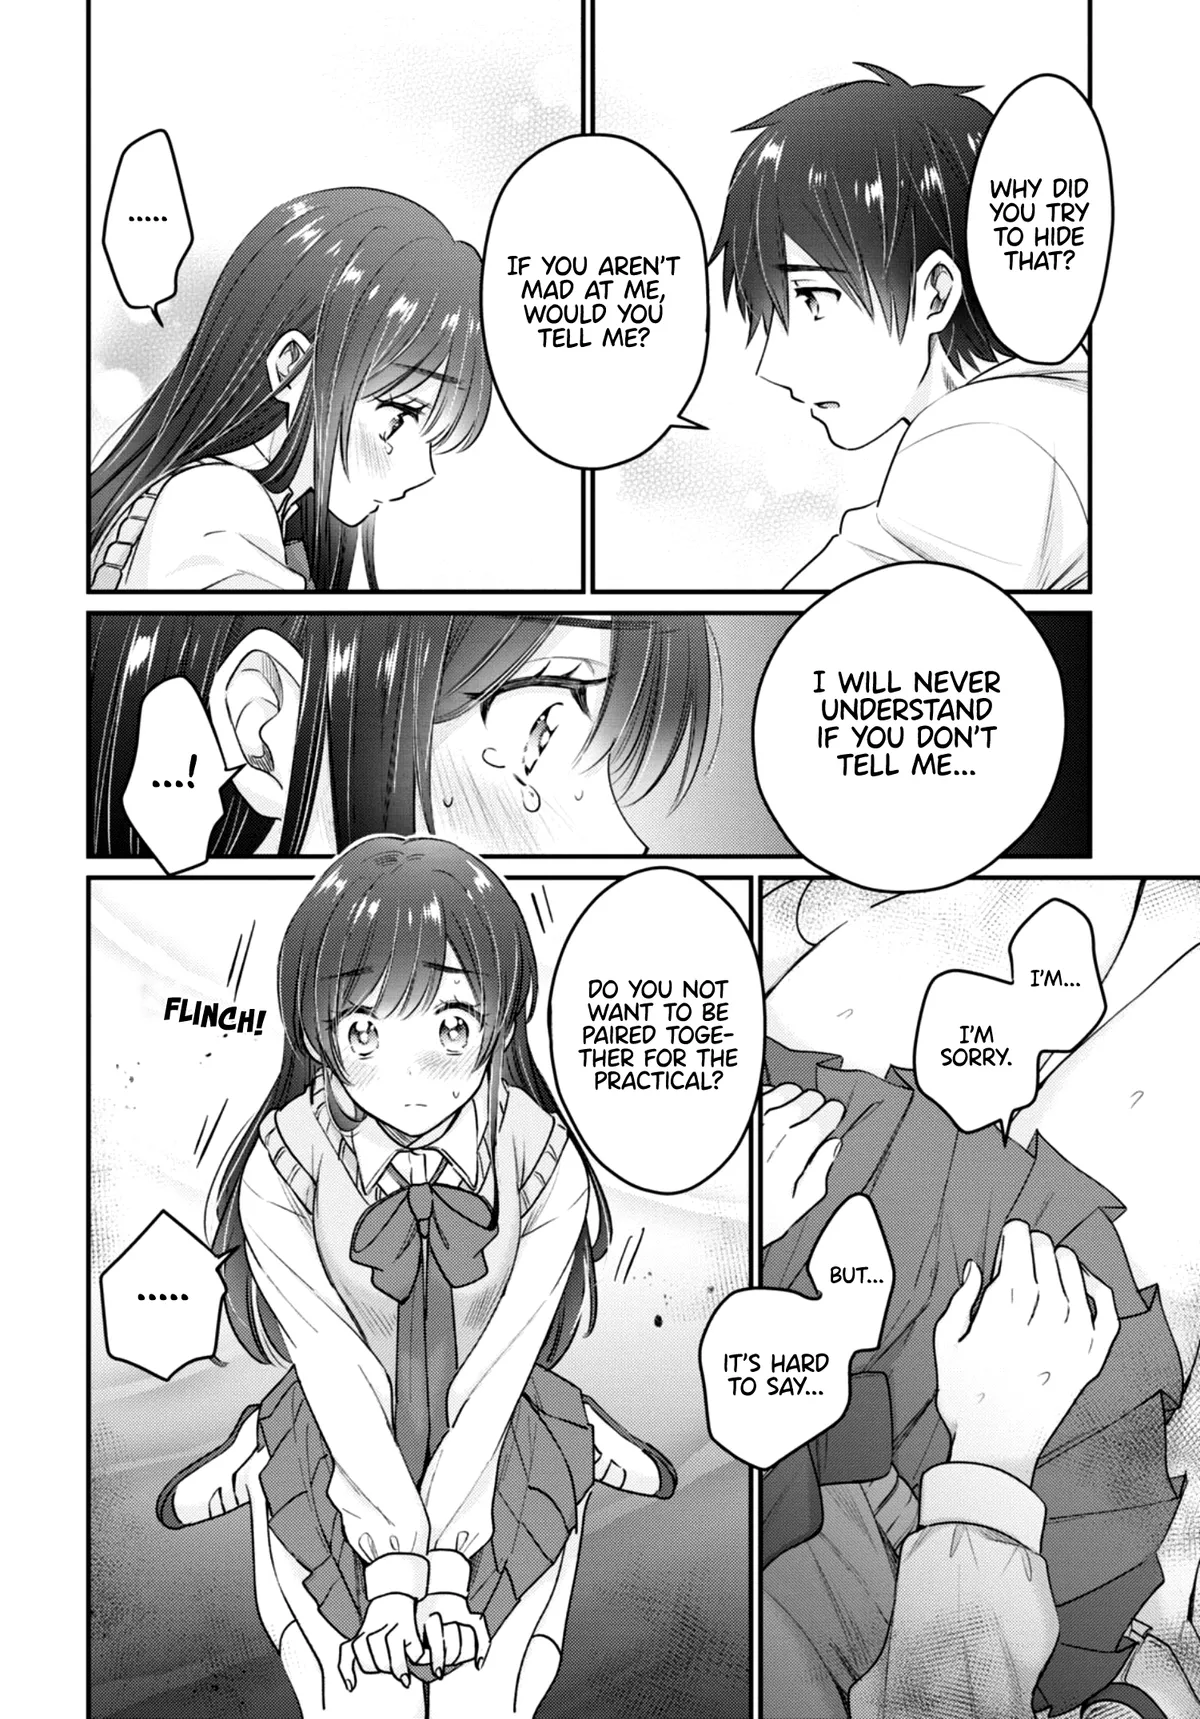 WHY DID
YOU TRY
TO HIDE
THAT?
IF YOU AREN'T
MAD AT ME,
WOULD YOU
TELL ME?
.....
I WILL NEVER
UNDERSTAND
IF YOU DON'T
TELL ME...
...!
I'M...
I'M
SORRY.
BUT...
IT'S HARD
TO SAY...
DO YOU NOT
WANT TO BE
PAIRED TOGE-
THER FOR THE
PRACTICAL?
FLINCH!
.....